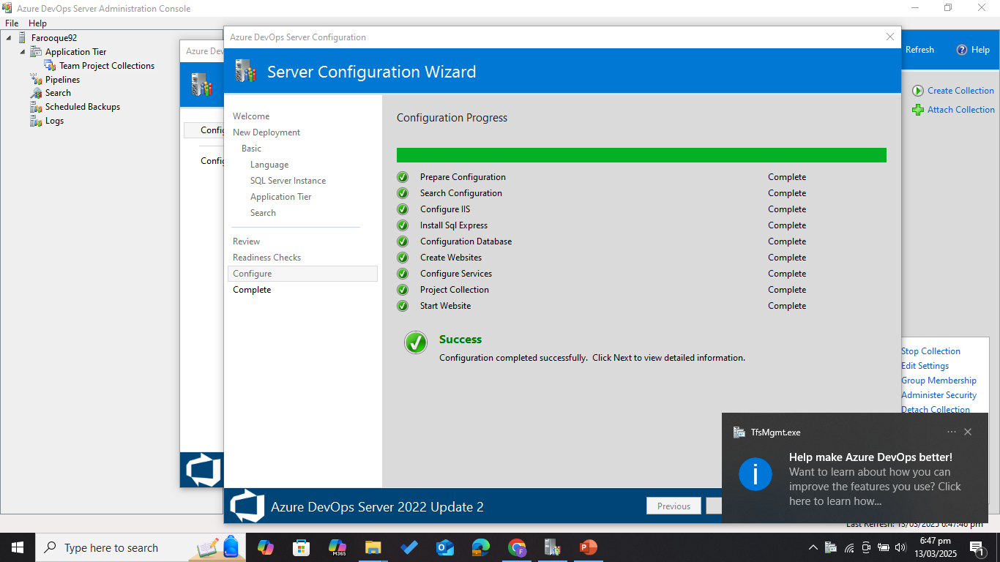 Azure DevOps Server Administration Console
File Help
Farooque92
Application Tier
Team Project Collections
Pipelines
Search
Scheduled Backups
Logs
Azure Dev
Config
Config
Azure DevOps Server Configuration
Server Configuration Wizard
Welcome
New Deployment
Basic
Language
SQL Server Instance
Application Tier
Search
Review
Readiness Checks
Configure
Complete
Configuration Progress
Prepare Configuration Complete
Search Configuration Complete
Configure IIS Complete
Install Sql Express Complete
Configuration Database Complete
Create Websites Complete
Configure Services Complete
Project Collection Complete
Start Website Complete
Success
Configuration completed successfully. Click Next to view detailed information.
Azure DevOps Server 2022 Update 2
Previous
Refresh
Help
Create Collection
Attach Collection
Stop Collection
Edit Settings
Group Membership
Administer Security
Detach Collection
TfsMgmt.exe
Help make Azure DevOps better!
Want to learn about how you can
improve the features you use? Click
here to learn how...
Last Refresh: 13/03/2025 6:47:46 pm
Type here to search
M365
6:47 pm
13/03/2025
1